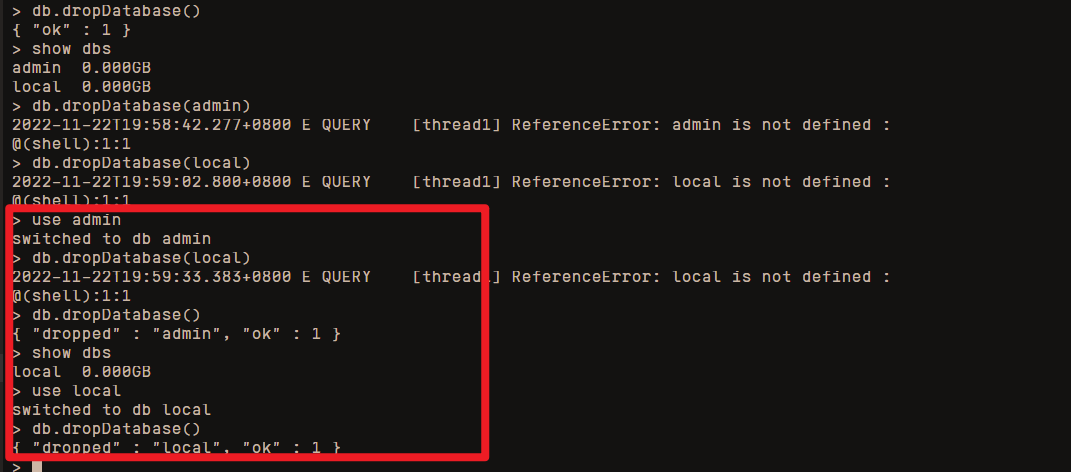 > db.dropDatabase()
{ "ok" : 1 }
> show dbs
admin  0.000GB
local  0.000GB
> db.dropDatabase(admin)
2022-11-22T19:58:42.277+0800 E QUERY    [thread1] ReferenceError: admin is not defined :
@(shell):1:1
> db.dropDatabase(local)
2022-11-22T19:59:02.800+0800 E QUERY    [thread1] ReferenceError: local is not defined :
@(shell):1:1
> use admin
switched to db admin
> db.dropDatabase(local)
2022-11-22T19:59:33.383+0800 E QUERY    [thread1] ReferenceError: local is not defined :
@(shell):1:1
> db.dropDatabase()
{ "dropped" : "admin", "ok" : 1 }
> show dbs
local  0.000GB
> use local
switched to db local
> db.dropDatabase()
{ "dropped" : "local", "ok" : 1 }
>